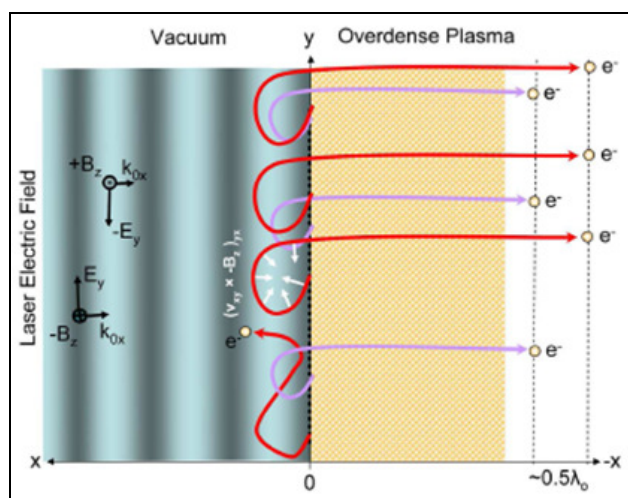 Vacuum
y
Overdense Plasma
Laser Electric Field
+B_z
k_0x
-E_y
E_y
-B_z
k_0x
(v_xy × -B_z)_yx
e-
e-
e-
e-
e-
e-
e-
x
0
-x
~0.5λ_o